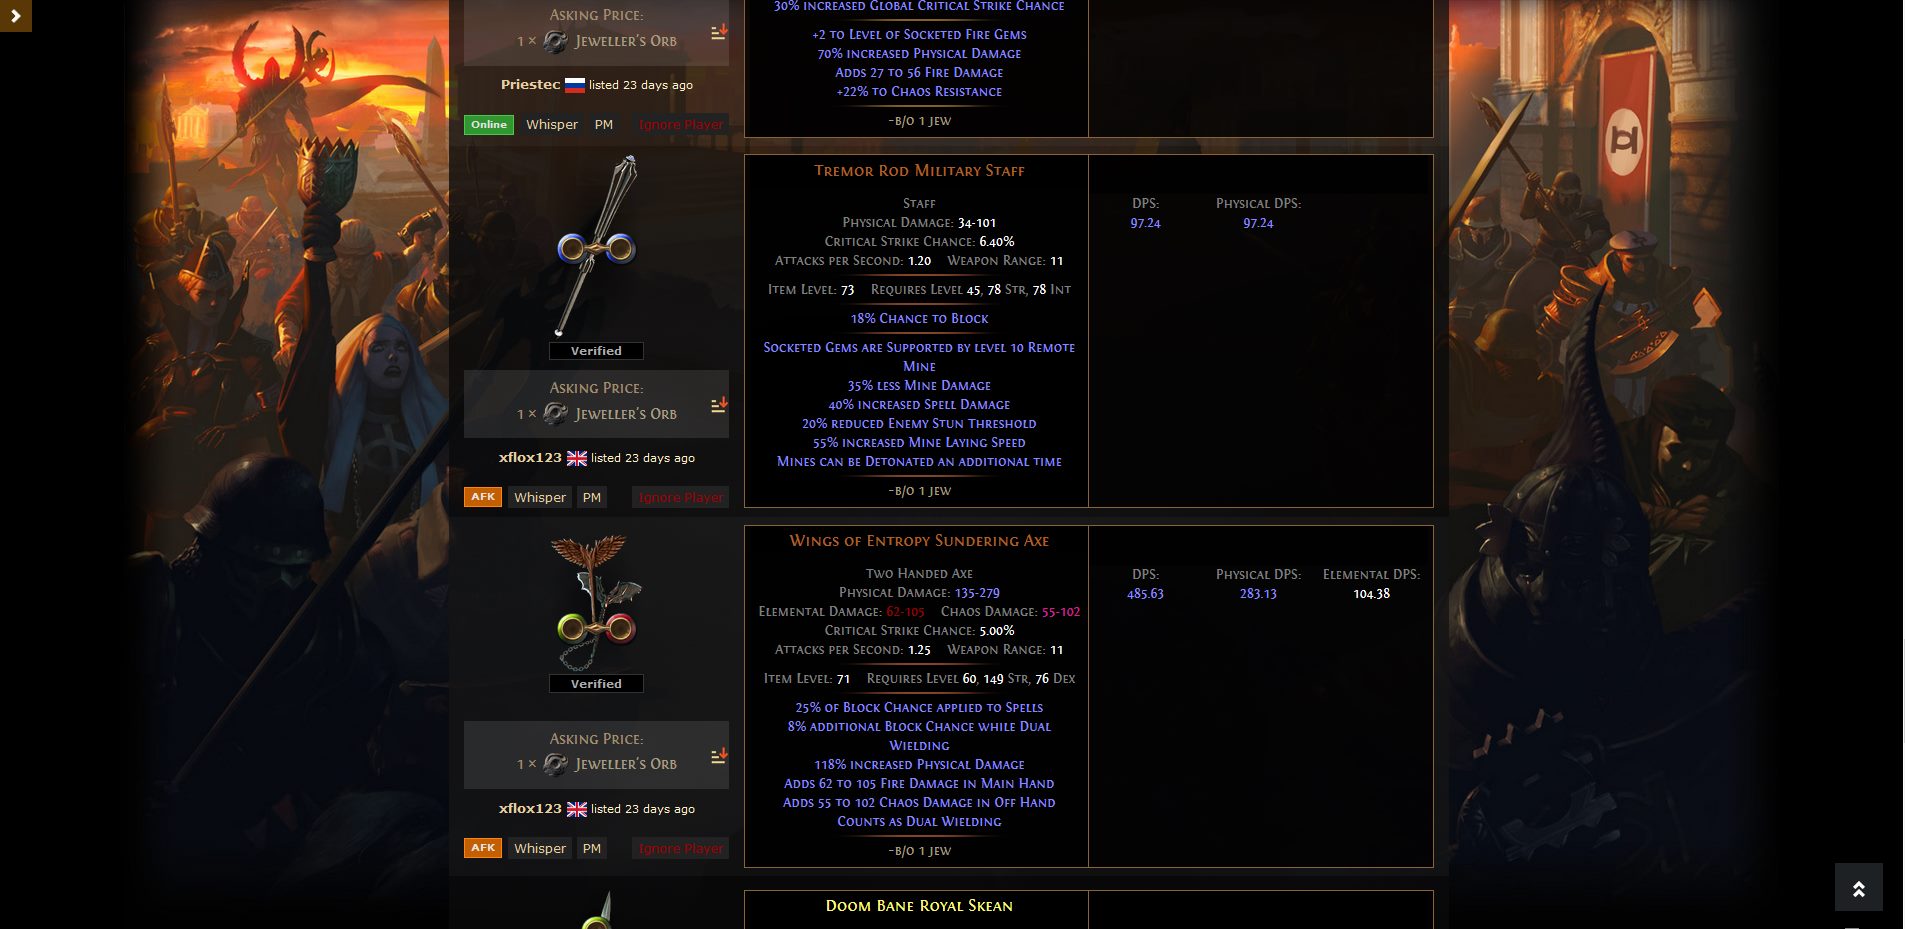 Asking Price:
1 × Jeweller's Orb
Priestec listed 23 days ago
Online Whisper PM Ignore Player
30% increased Global Critical Strike Chance
+2 to Level of Socketed Fire Gems
70% increased Physical Damage
Adds 27 to 56 Fire Damage
+22% to Chaos Resistance
~b/o 1 jew
Verified
Asking Price:
1 × Jeweller's Orb
xflox123 listed 23 days ago
AFK Whisper PM Ignore Player
Tremor Rod Military Staff
Staff
Physical Damage: 34-101
Critical Strike Chance: 6.40%
Attacks per Second: 1.20 Weapon Range: 11
Item Level: 73 Requires Level 45, 78 Str, 78 Int
18% Chance to Block
Socketed Gems are Supported by level 10 Remote
Mine
35% less Mine Damage
40% increased Spell Damage
20% reduced Enemy Stun Threshold
55% increased Mine Laying Speed
Mines can be Detonated an additional time
~b/o 1 jew
DPS: Physical DPS:
97.24 97.24
Verified
Asking Price:
1 × Jeweller's Orb
xflox123 listed 23 days ago
AFK Whisper PM Ignore Player
Wings of Entropy Sundering Axe
Two Handed Axe
Physical Damage: 135-279
Elemental Damage: 62-105 Chaos Damage: 55-102
Critical Strike Chance: 5.00%
Attacks per Second: 1.25 Weapon Range: 11
Item Level: 71 Requires Level 60, 149 Str, 76 Dex
25% of Block Chance applied to Spells
8% additional Block Chance while Dual
Wielding
118% increased Physical Damage
Adds 62 to 105 Fire Damage in Main Hand
Adds 55 to 102 Chaos Damage in Off Hand
Counts as Dual Wielding
~b/o 1 jew
DPS: Physical DPS: Elemental DPS:
485.63 283.13 104.38
Doom Bane Royal Skean